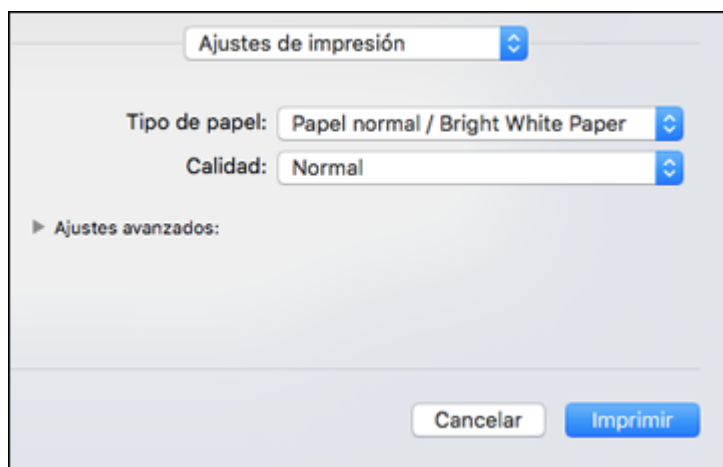 Ajustes de impresión
Tipo de papel: Papel normal / Bright White Paper
Calidad: Normal
Ajustes avanzados:
Cancelar Imprimir